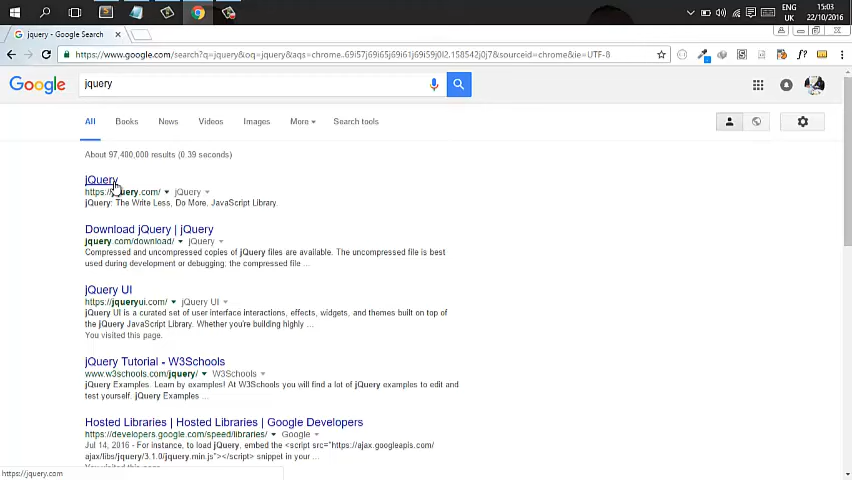 ENG
UK
15:03
22/10/2016
jquery - Google Search
https://www.google.com/search?q=jquery&oq=jquery&aqs=chrome..69i57j69i65j69i61j69i59j0l2.158542j0j7&sourceid=chrome&ie=UTF-8
Google
jquery
All Books News Videos Images More Search tools
About 97,400,000 results (0.39 seconds)
jQuery
https://jquery.com/ jQuery
jQuery: The Write Less, Do More, JavaScript Library.
Download jQuery | jQuery
jquery.com/download/ jQuery
Compressed and uncompressed copies of jQuery files are available. The uncompressed file is best
used during development or debugging; the compressed file ...
jQuery UI
https://jqueryui.com/ jQuery UI
jQuery UI is a curated set of user interface interactions, effects, widgets, and themes built on top of
the jQuery JavaScript Library. Whether you're building highly ...
You visited this page.
jQuery Tutorial - W3Schools
www.w3schools.com/jquery/ W3Schools
jQuery Examples. Learn by examples! At W3Schools you will find a lot of jQuery examples to edit and
test yourself. jQuery Examples ...
Hosted Libraries | Hosted Libraries | Google Developers
https://developers.google.com/speed/libraries/ Google
Jul 14, 2016 - For instance, to load jQuery, embed the <script src="https://ajax.googleapis.com/
ajax/libs/jquery/3.1.0/jquery.min.js"></script> snippet in your ...
https://jquery.com